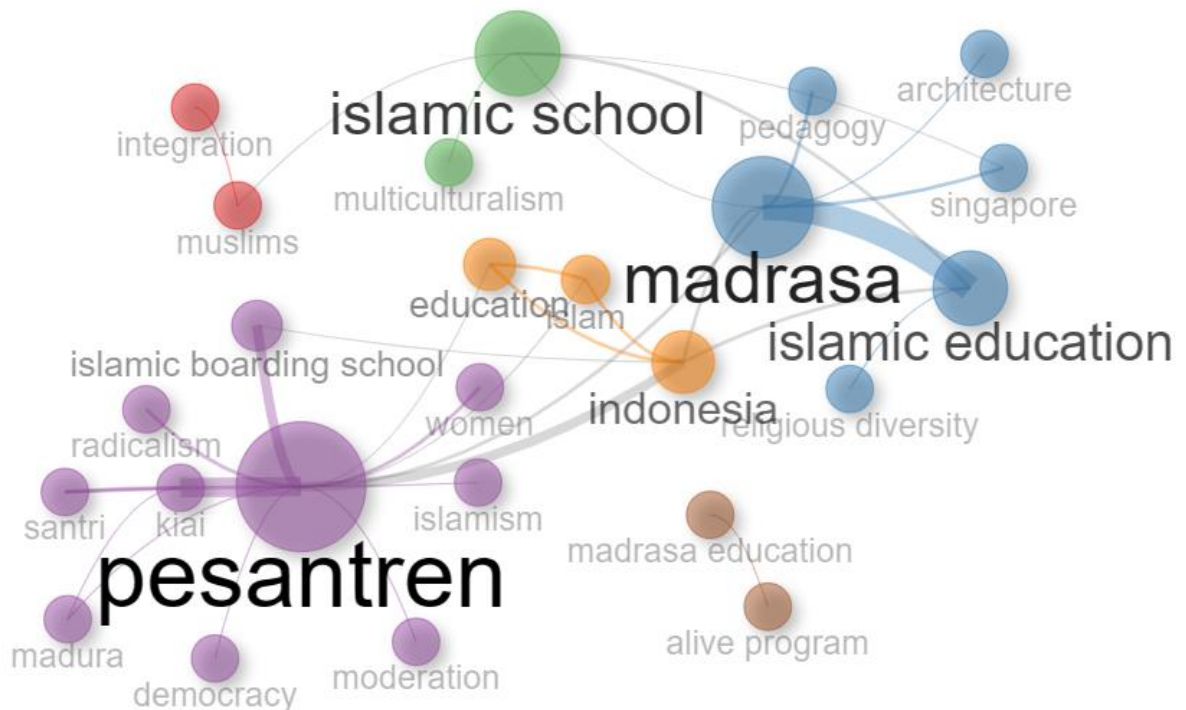 architecture
islamic school
pedagogy
integration
multiculturalism
singapore
muslims
madrasa
education
islam
islamic education
islamic boarding school
indonesia
women
religious diversity
radicalism
santri
kiai
islamism
madrasa education
pesantren
alive program
madura
moderation
democracy